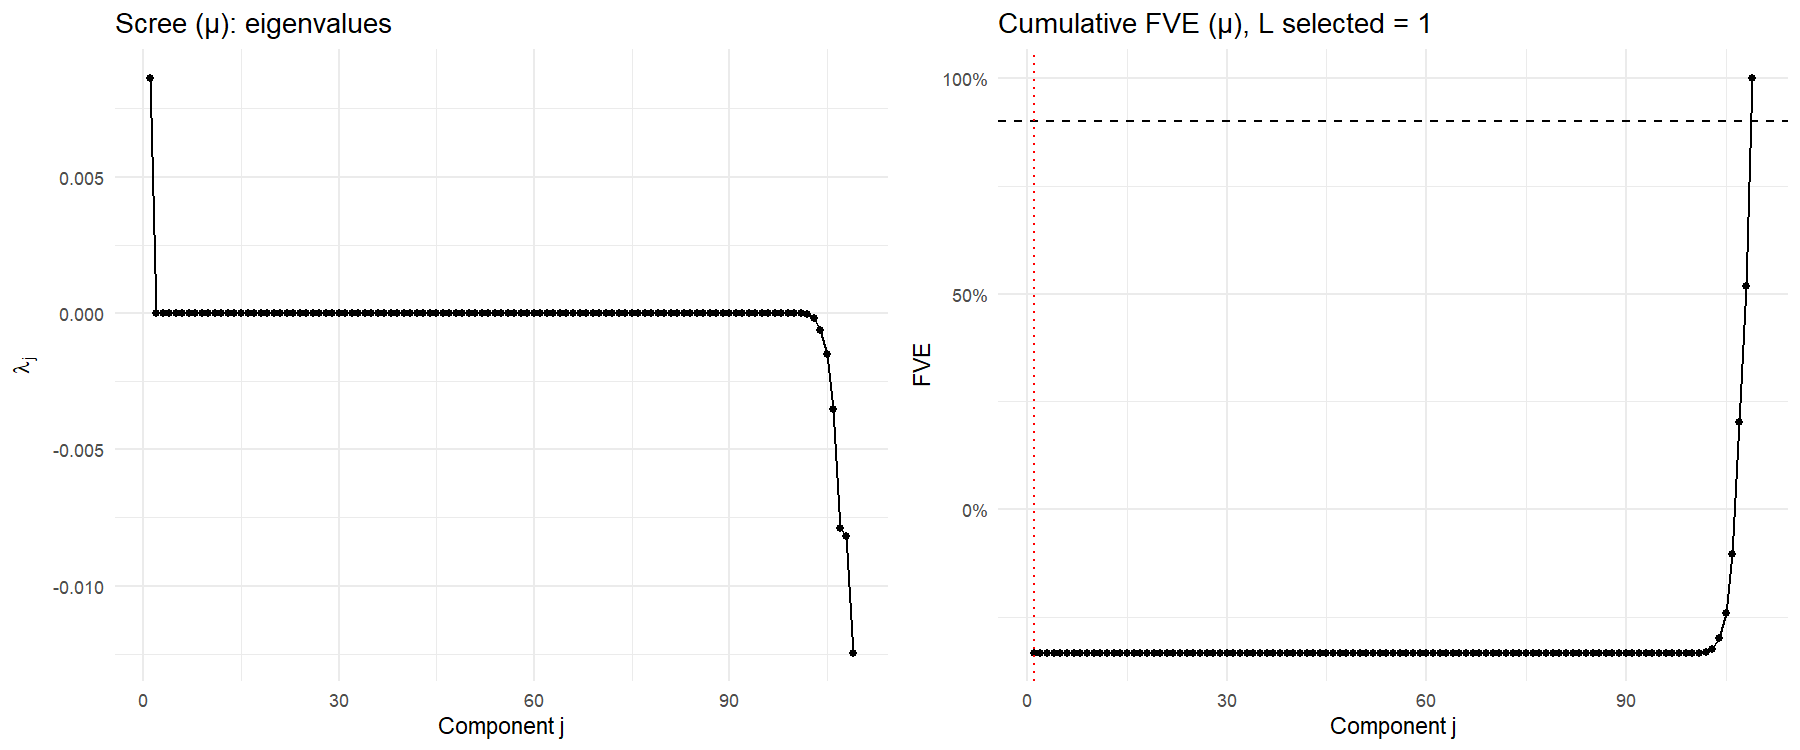 Scree (μ): eigenvalues
0.005
0.000
-0.005
-0.010
λj
0
30
60
90
Component j
Cumulative FVE (μ), L selected = 1
100%
50%
0%
FVE
0
30
60
90
Component j